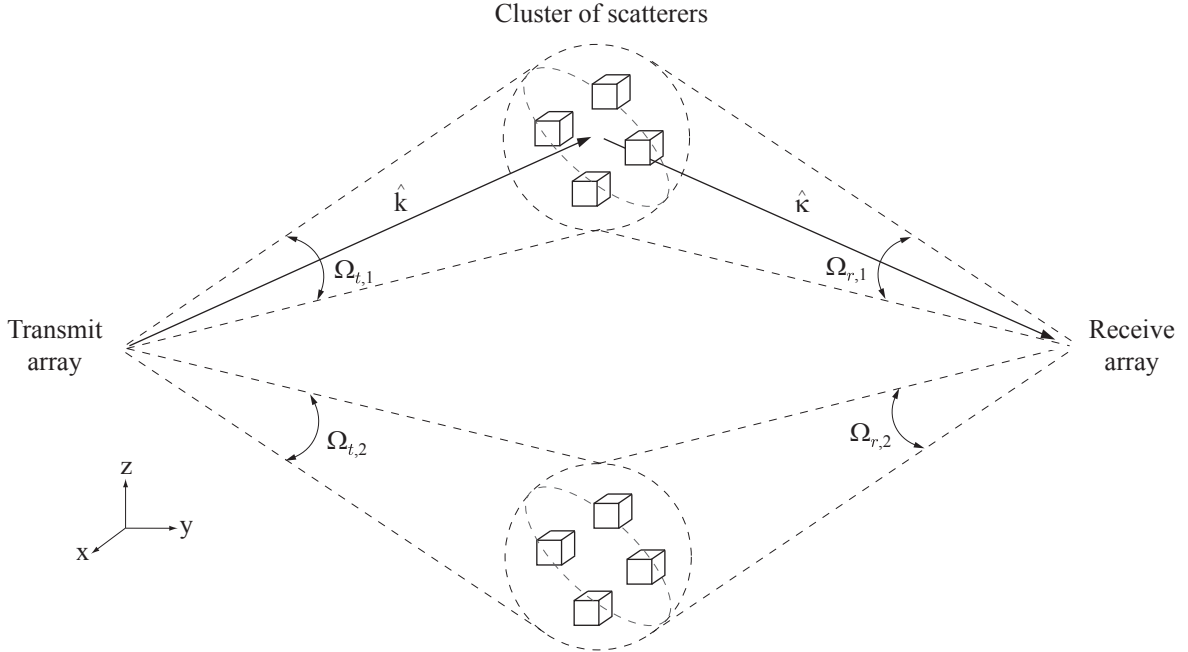 Cluster of scatterers
k̂
κ̂
Ω_{t,1}
Ω_{r,1}
Transmit
array
Receive
array
Ω_{t,2}
Ω_{r,2}
z
y
x